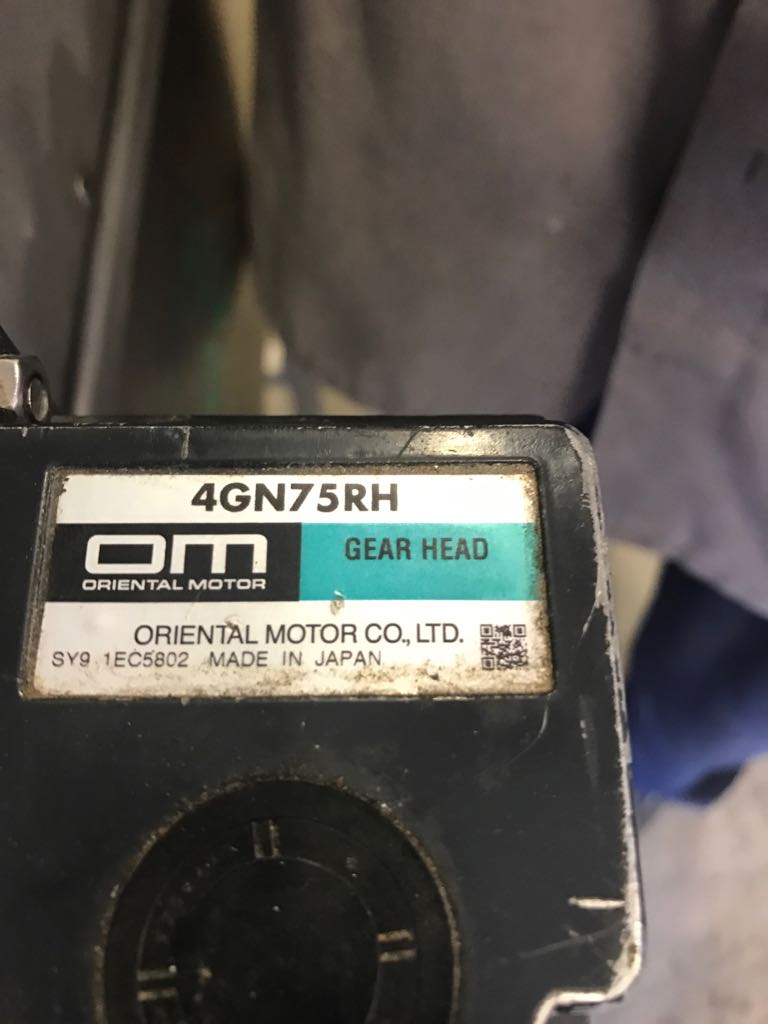 4GN75RH
OM
ORIENTAL MOTOR
GEAR HEAD
ORIENTAL MOTOR CO., LTD.
SY9 1EC5802 MADE IN JAPAN